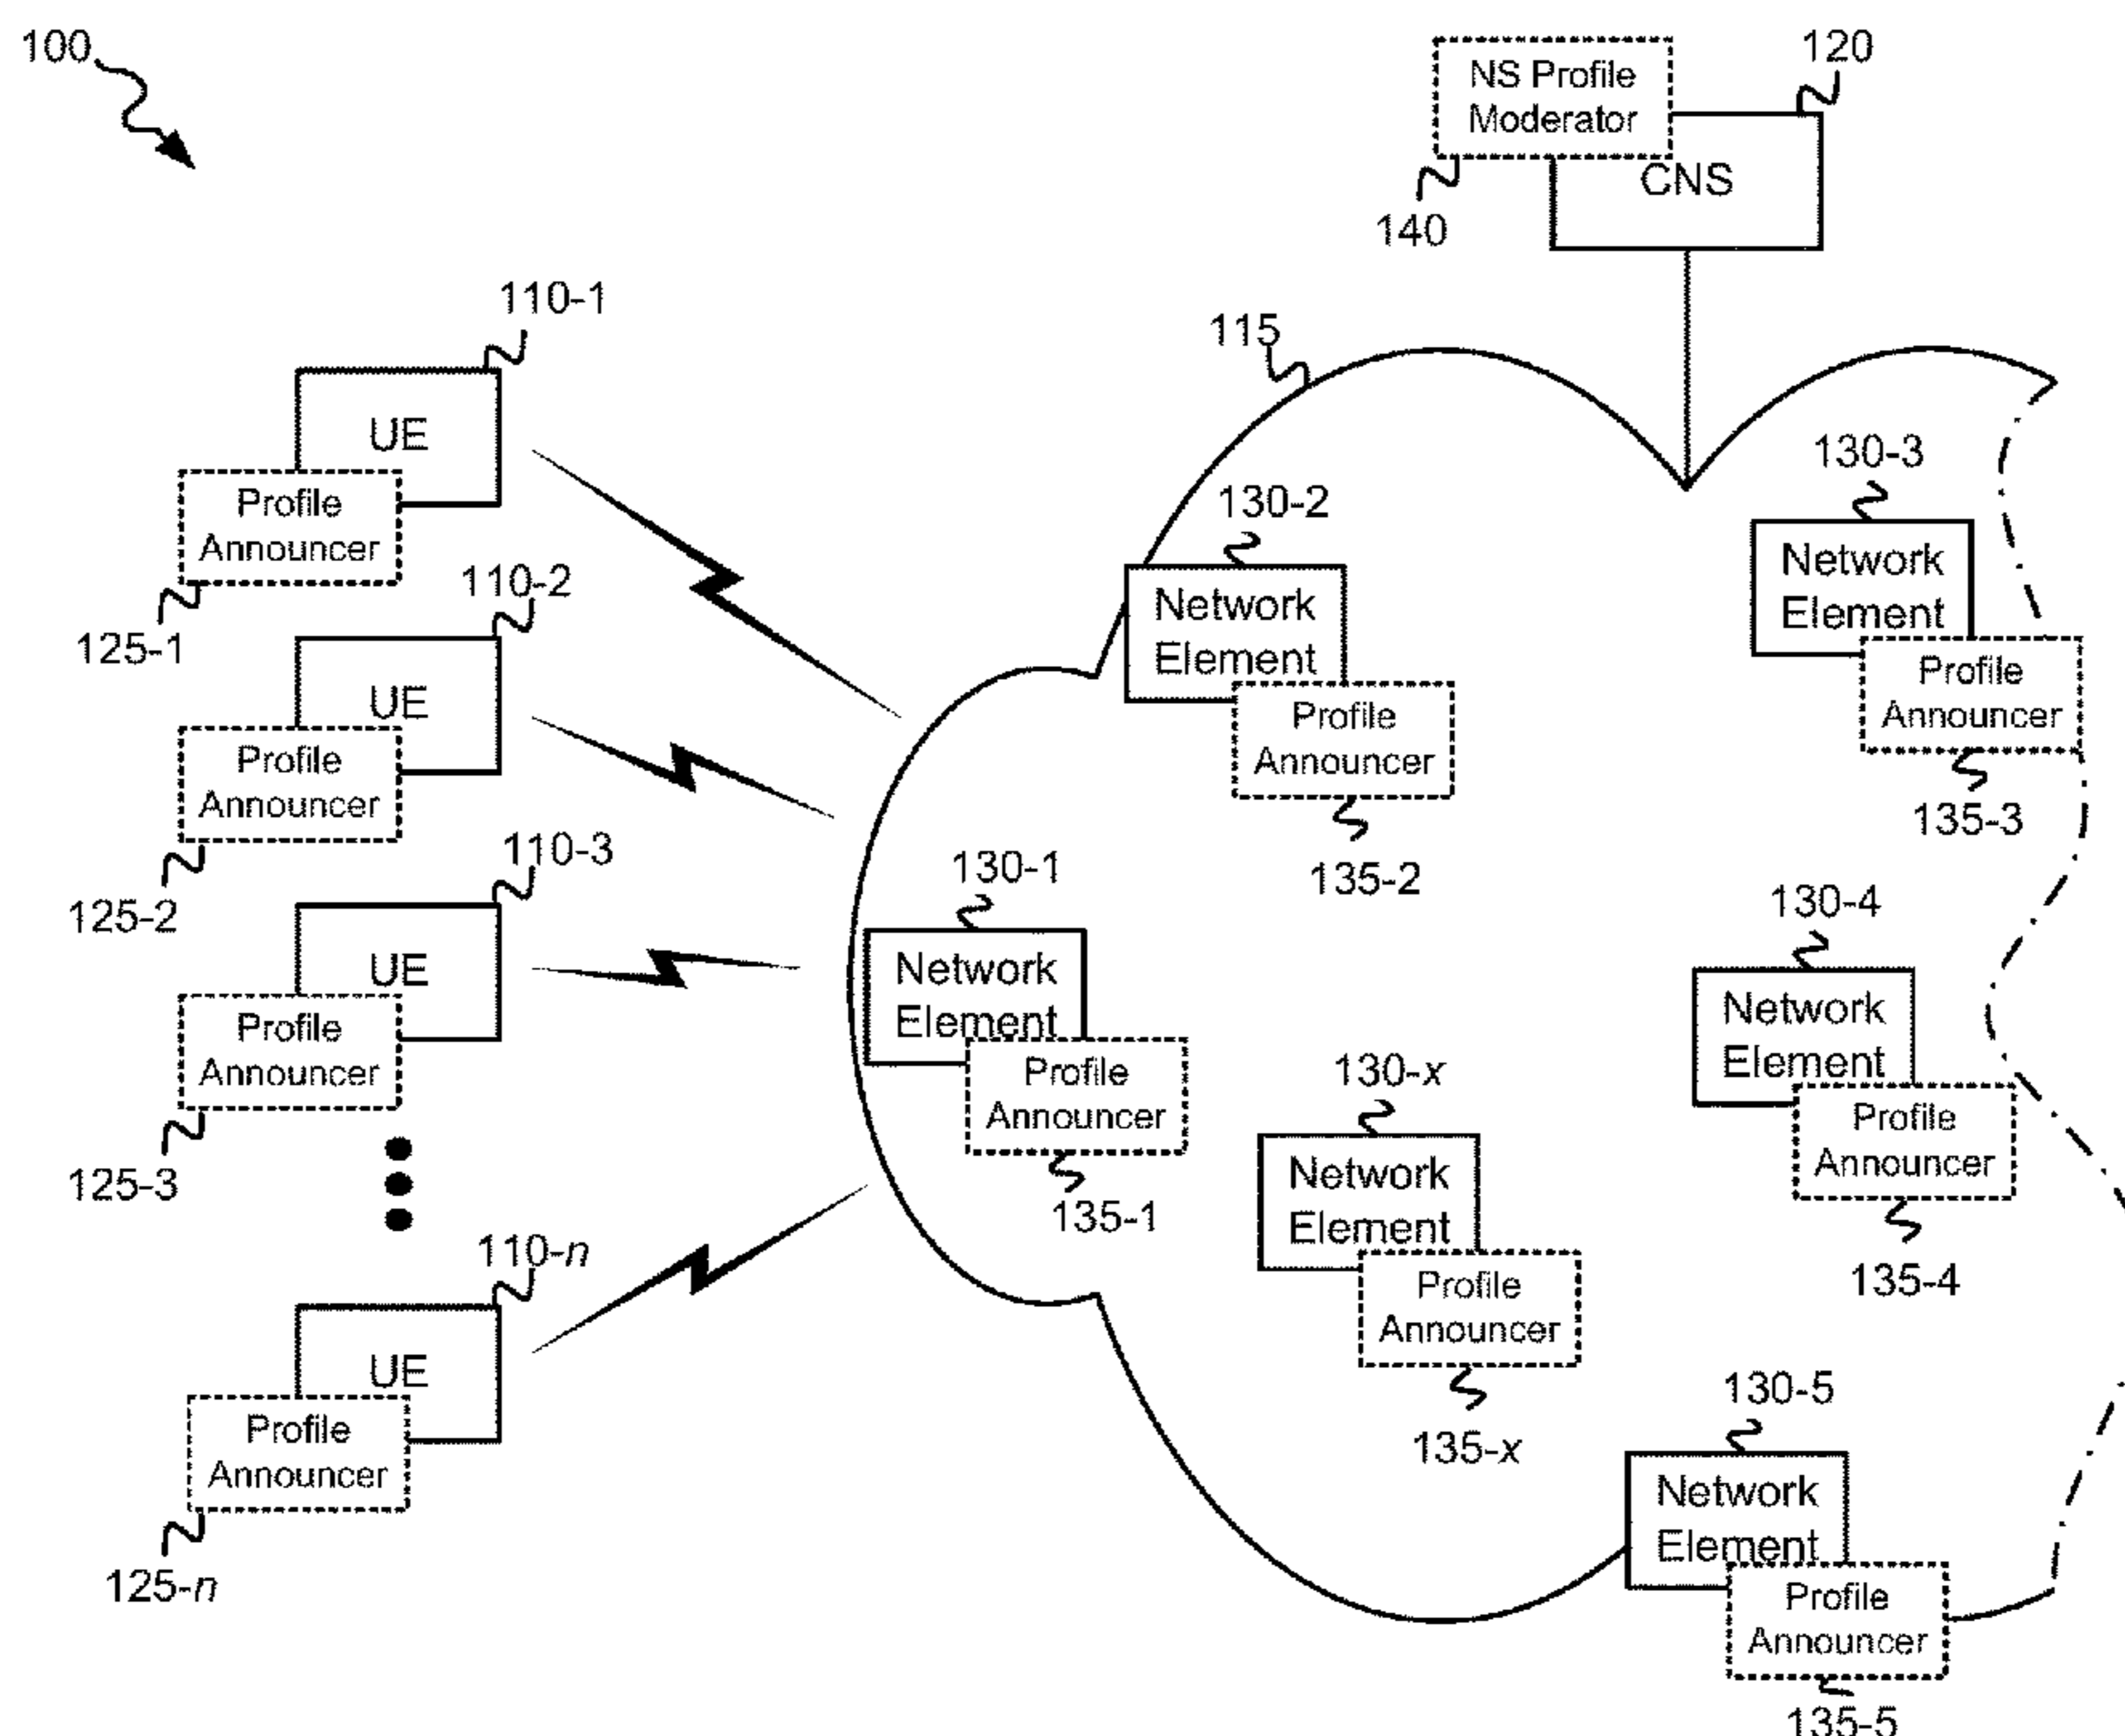 100
NS Profile
Moderator
120
CNS
140
110-1
UE
Profile
Announcer
125-1
110-2
UE
Profile
Announcer
125-2
110-3
UE
Profile
Announcer
125-3
110-n
UE
Profile
Announcer
125-n
115
130-2
Network
Element
Profile
Announcer
135-2
130-3
Network
Element
Profile
Announcer
135-3
130-1
Network
Element
Profile
Announcer
135-1
130-4
Network
Element
Profile
Announcer
135-4
130-x
Network
Element
Profile
Announcer
135-x
130-5
Network
Element
Profile
Announcer
135-5